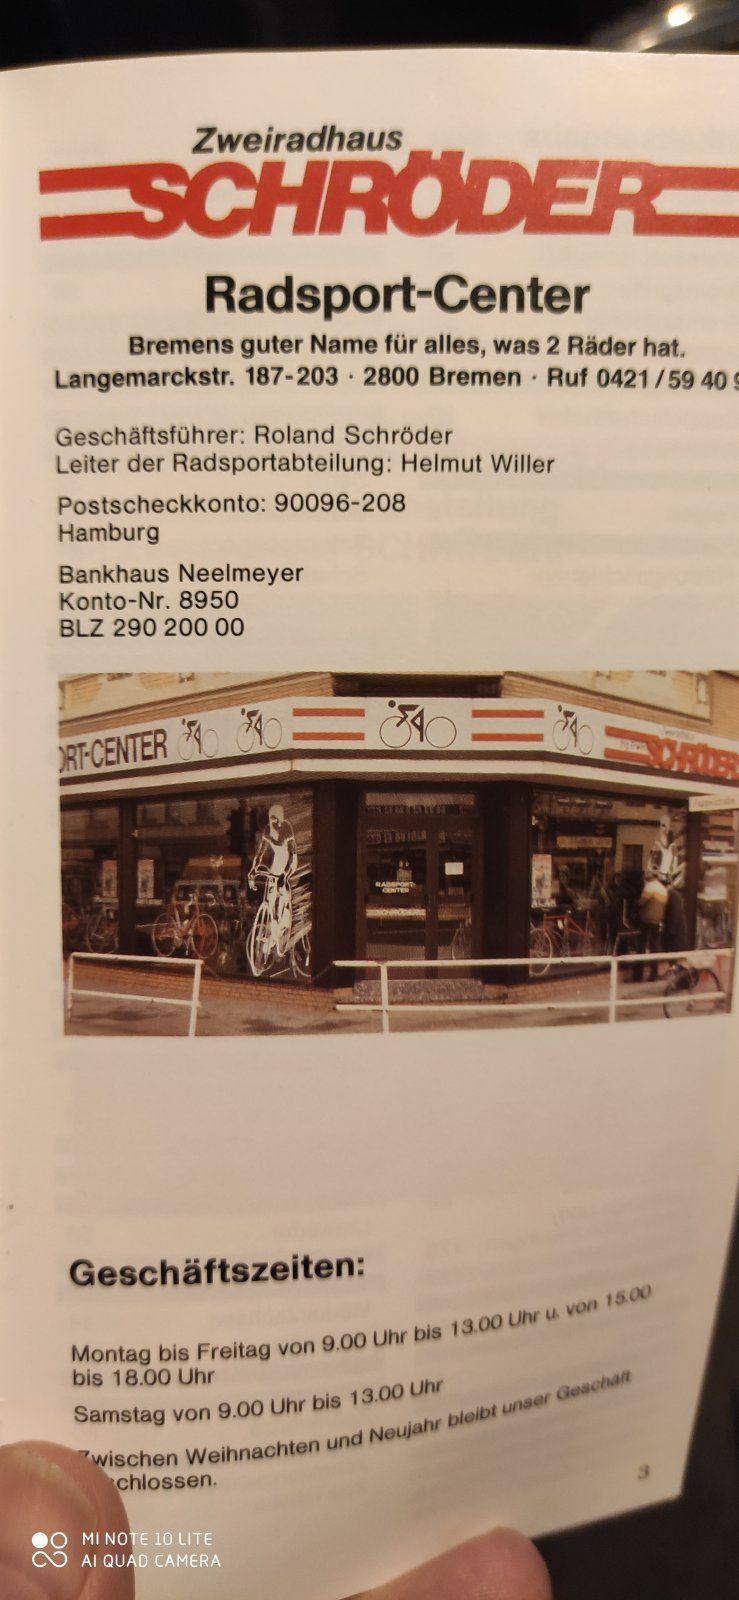 Zweiradhaus
SCHRÖDER
Radsport-Center
Bremens guter Name für alles, was 2 Räder hat.
Langemarckstr. 187-203 · 2800 Bremen · Ruf 0421/59 40 9
Geschäftsführer: Roland Schröder
Leiter der Radsportabteilung: Helmut Willer
Postscheckkonto: 90096-208
Hamburg
Bankhaus Neelmeyer
Konto-Nr. 8950
BLZ 290 200 00
ORT-CENTER
SCHRÖDER
RADSPORT-
CENTER
SCHRÖDER
Geschäftszeiten:
Montag bis Freitag von 9.00 Uhr bis 13.00 Uhr u. von 15.00
bis 18.00 Uhr
Samstag von 9.00 Uhr bis 13.00 Uhr
Zwischen Weihnachten und Neujahr bleibt unser Geschäft
schlossen.
3
MI NOTE 10 LITE
AI QUAD CAMERA